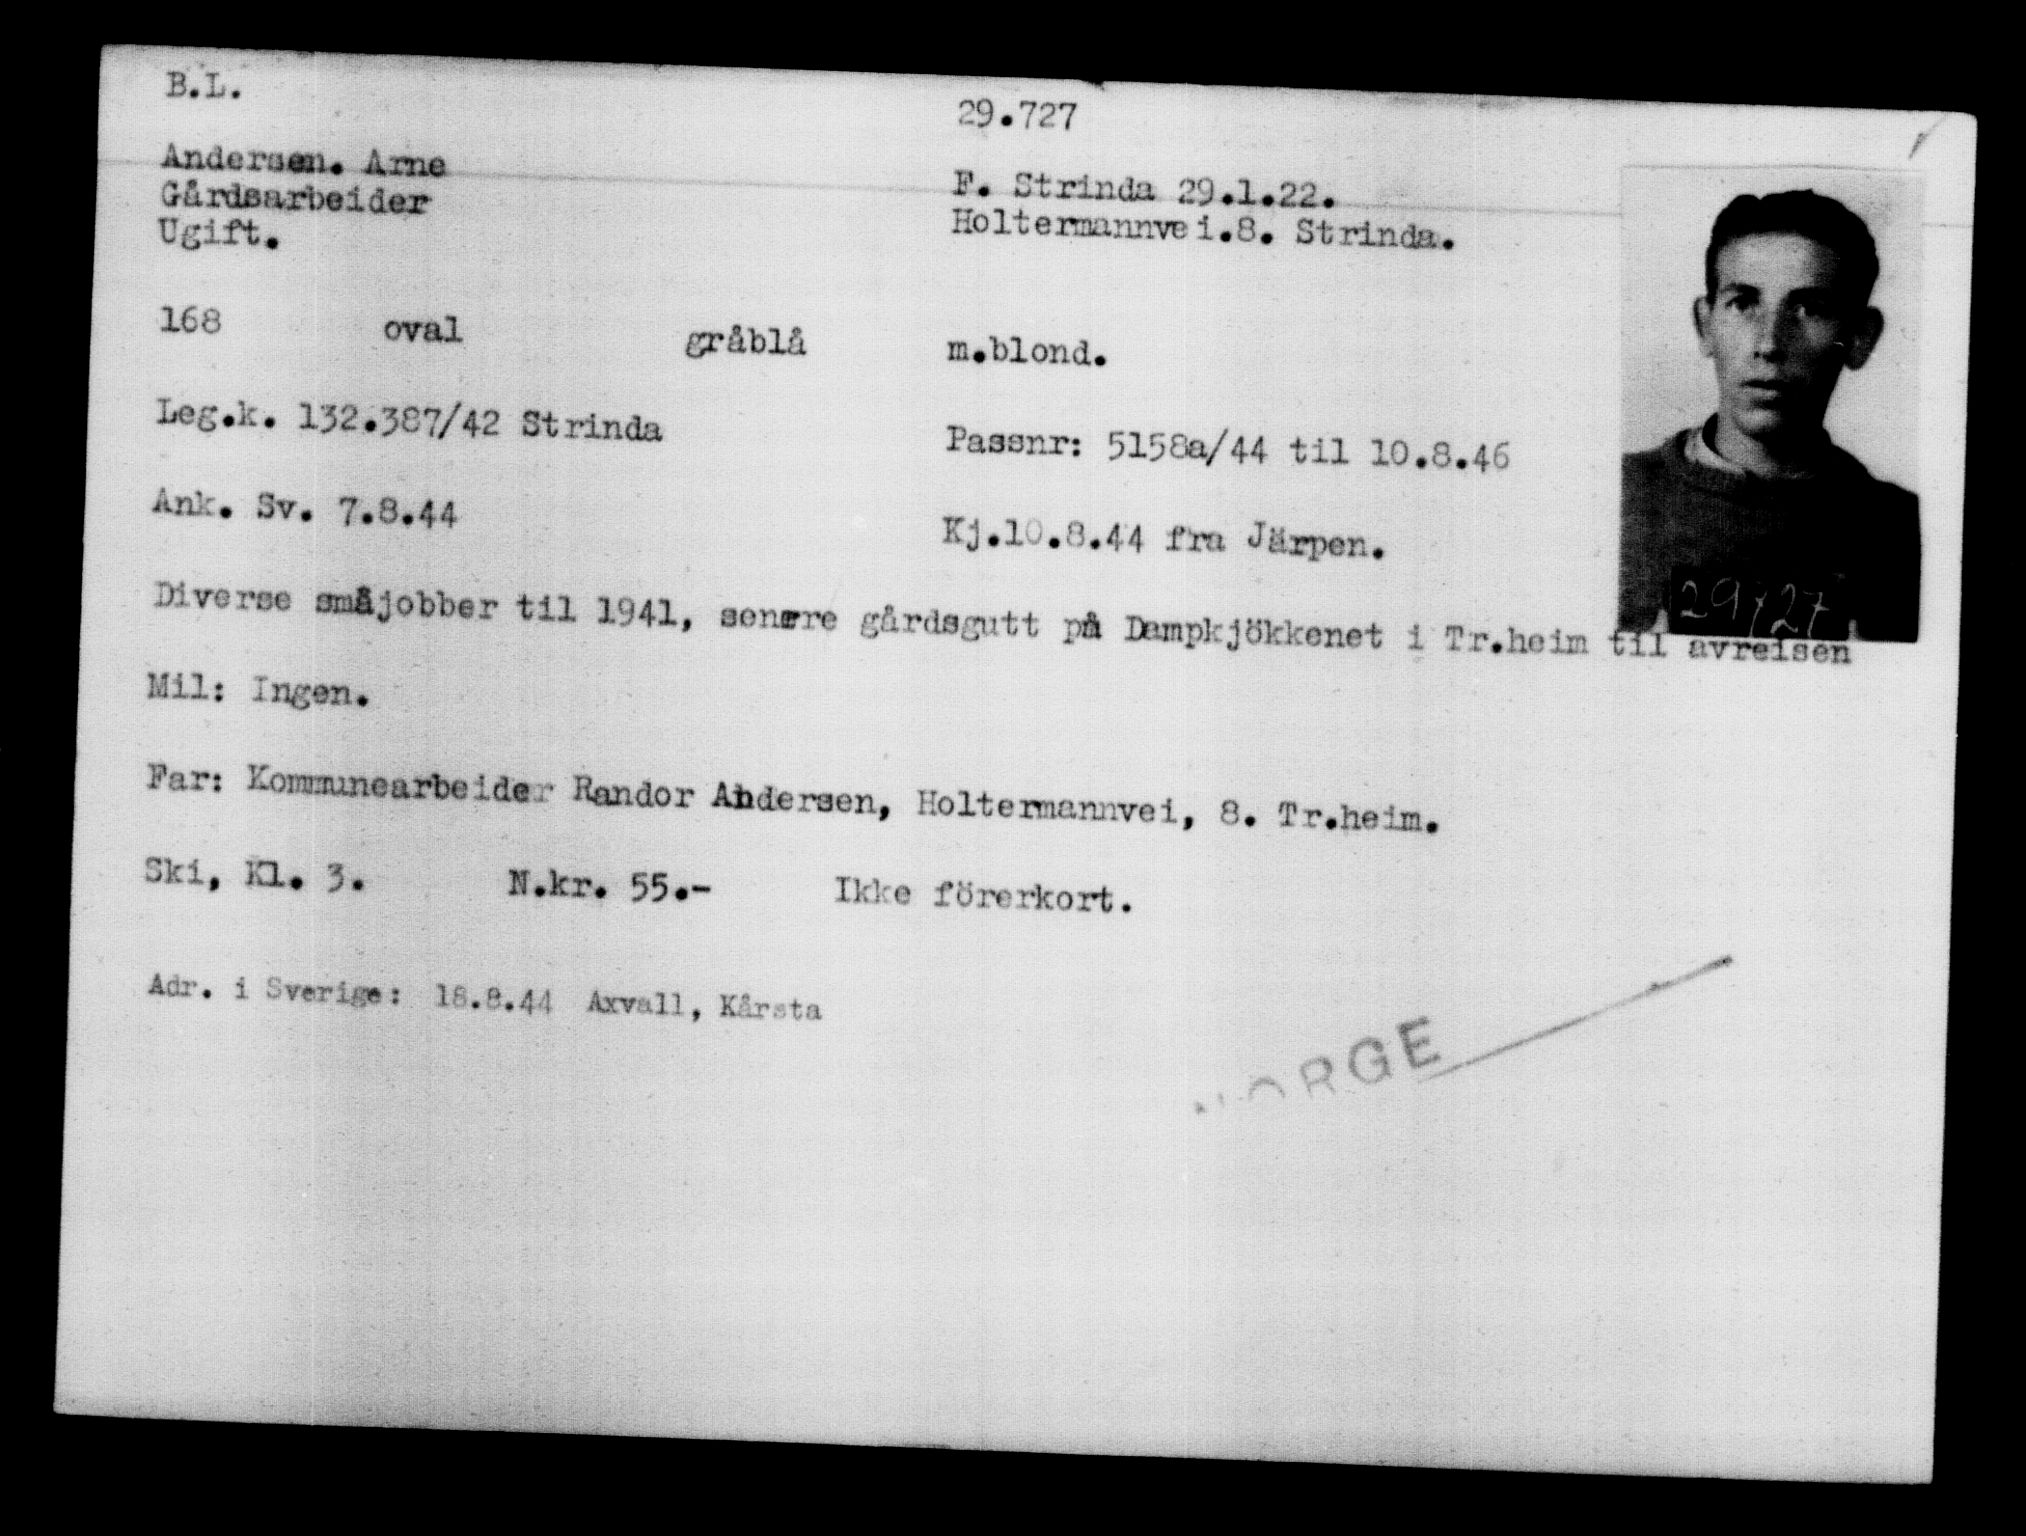 B.L.
29.727
Andersen. Arne
F. Strinda 29.1.22.
Gårdsarbeider
Holtermannvei.8. Strinda.
Ugift.
168 oval gråblå m.blond.
Leg.k. 132.387/42 Strinda
Passnr: 5158a/44 til 10.8.46
Ank. Sv. 7.8.44
Kj.10.8.44 fra Järpen.
29727
Diverse småjobber til 1941, senere gårdsgutt på Dampkjökkenet i Tr.heim til avreisen
Mil: Ingen.
Far: Kommunearbeider Randor Andersen, Holtermannvei, 8. Tr.heim.
Ski, Kl. 3. N.kr. 55.- Ikke förerkort.
Adr. i Sverige: 18.8.44 Axvall, Kårsta
NORGE